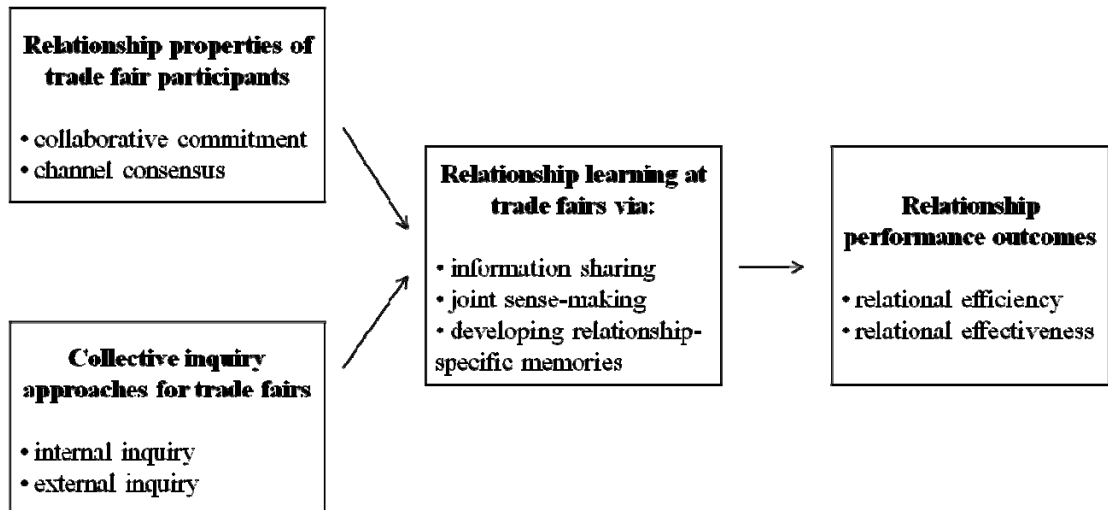 Relationship properties of
trade fair participants
• collaborative commitment
• channel consensus
Collective inquiry
approaches for trade fairs
• internal inquiry
• external inquiry
Relationship learning at
trade fairs via:
• information sharing
• joint sense-making
• developing relationship-
specific memories
Relationship
performance outcomes
• relational efficiency
• relational effectiveness